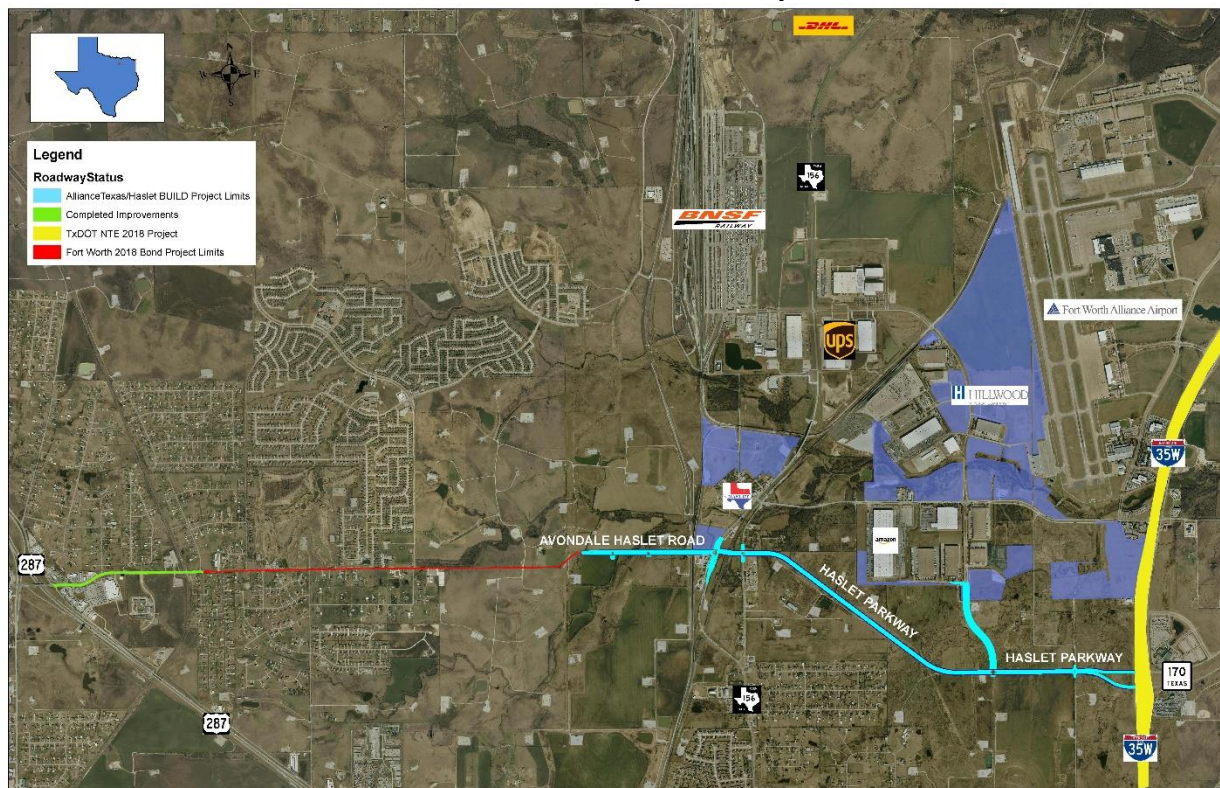 DHL
W
E
S
Legend
RoadwayStatus
AllianceTexas/Haslet BUILD Project Limits
Completed Improvements
TxDOT NTE 2018 Project
Fort Worth 2018 Bond Project Limits
156
BNSF
RAILWAY
Fort Worth Alliance Airport
ups
HILLWOOD
35W
amazon
AVONDALE HASLET ROAD
287
HASLET PARKWAY
HASLET PARKWAY
170
TEXAS
156
287
35W